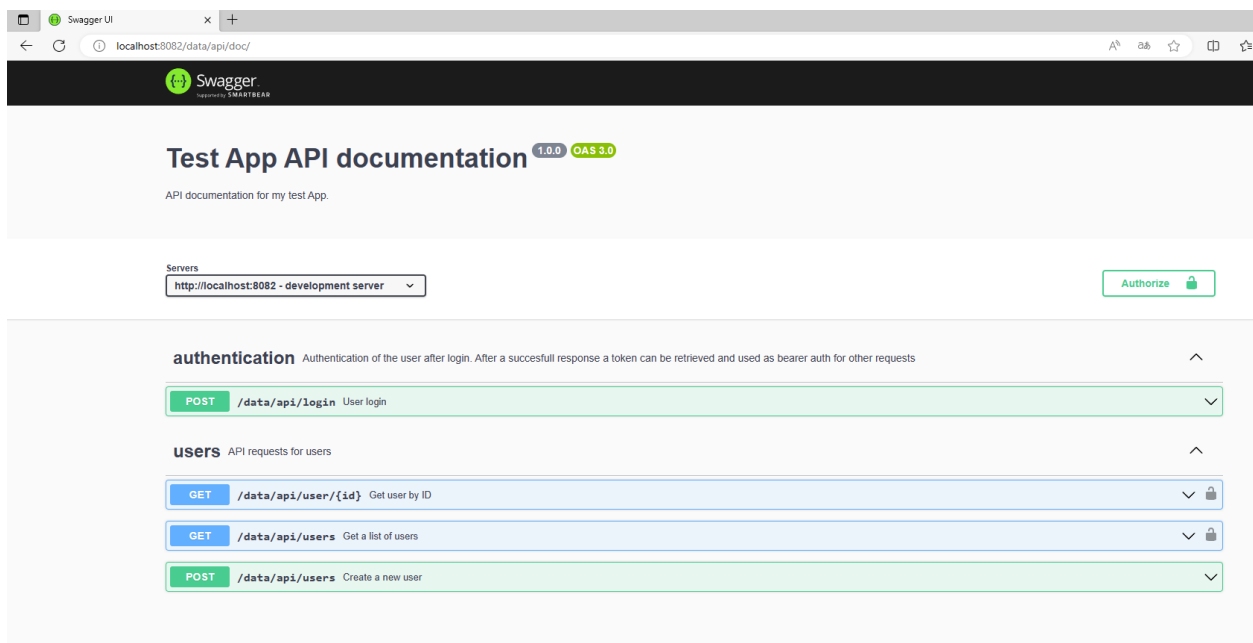 Swagger UI
localhost:8082/data/api/doc/
Swagger.
Supported by SMARTBEAR
Test App API documentation 1.0.0 OAS 3.0
API documentation for my test App.
Servers
http://localhost:8082 - development server
Authorize
authentication Authentication of the user after login. After a succesfull response a token can be retrieved and used as bearer auth for other requests
POST /data/api/login User login
users API requests for users
GET /data/api/user/{id} Get user by ID
GET /data/api/users Get a list of users
POST /data/api/users Create a new user